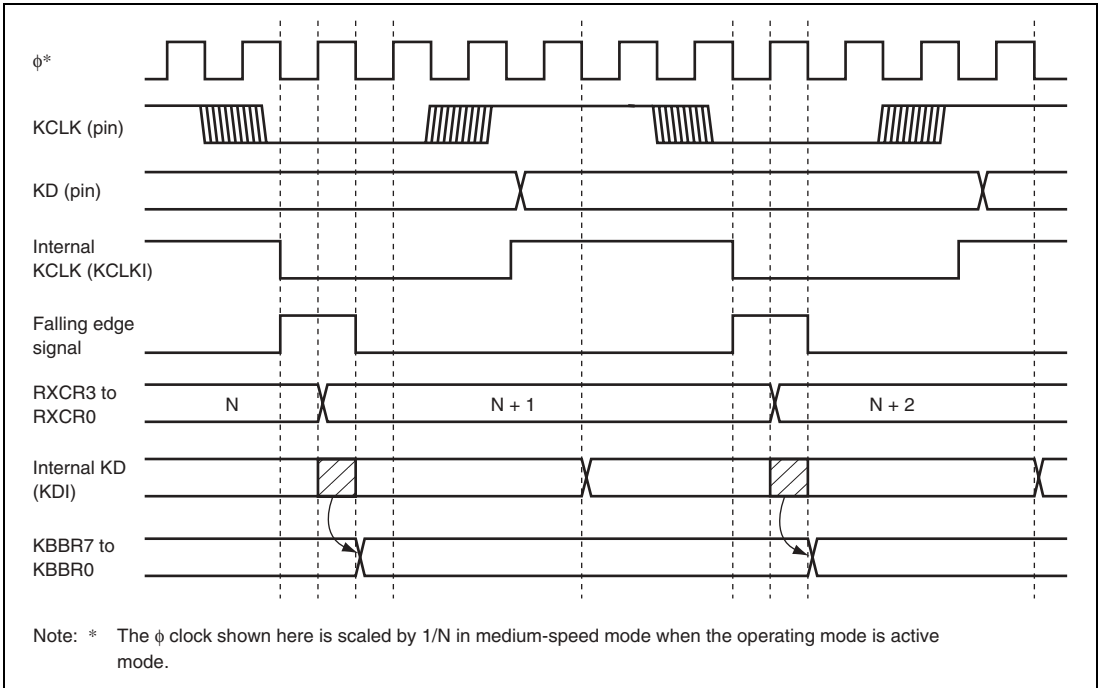 ϕ*
KCLK (pin)
KD (pin)
Internal
KCLK (KCLKI)
Falling edge
signal
RXCR3 to
RXCR0
N
N + 1
N + 2
Internal KD
(KDI)
KBBR7 to
KBBR0
Note: * The ϕ clock shown here is scaled by 1/N in medium-speed mode when the operating mode is active
mode.